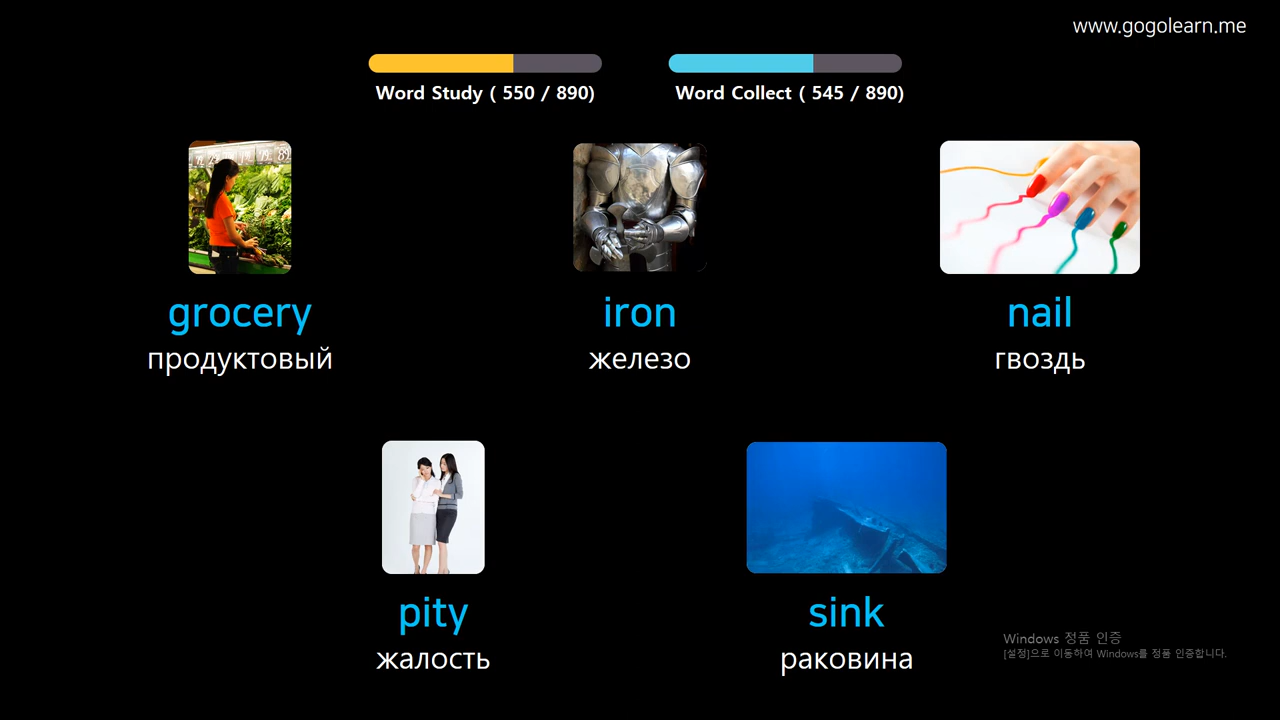 www.gogolearn.me
Word Study ( 550 / 890)
Word Collect ( 545 / 890)
grocery
продуктовый
iron
железо
nail
гвоздь
pity
жалость
sink
раковина
Windows 정품 인증
[설정]으로 이동하여 Windows를 정품 인증합니다.